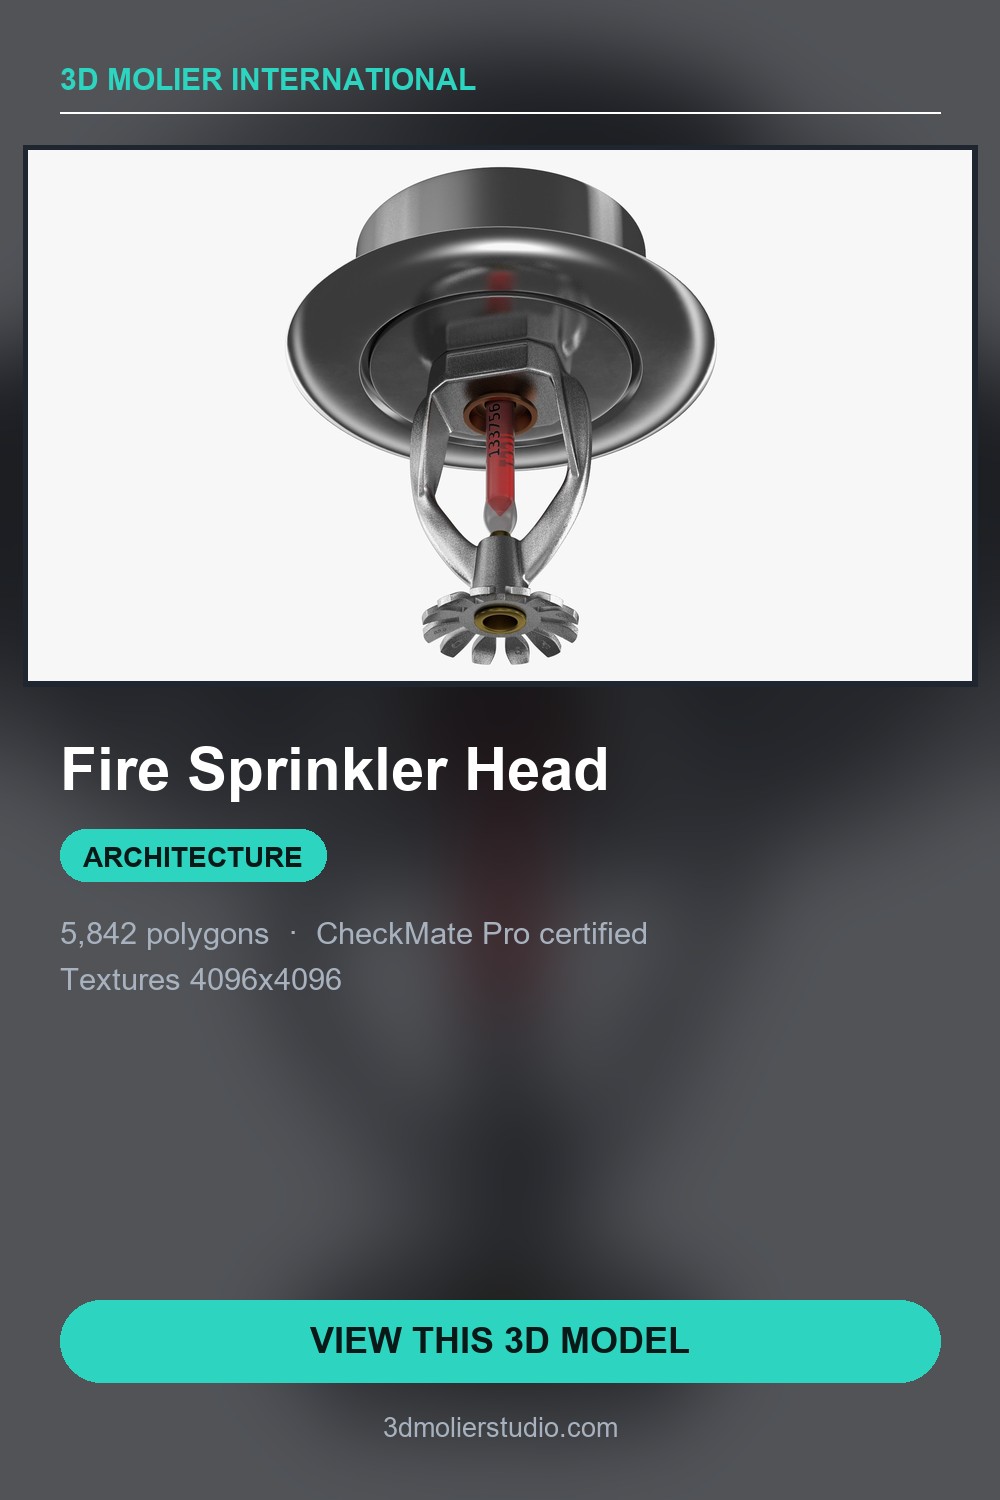 3D MOLIER INTERNATIONAL
133756
Fire Sprinkler Head
ARCHITECTURE
5,842 polygons · CheckMate Pro certified
Textures 4096x4096
VIEW THIS 3D MODEL
3dmolierstudio.com